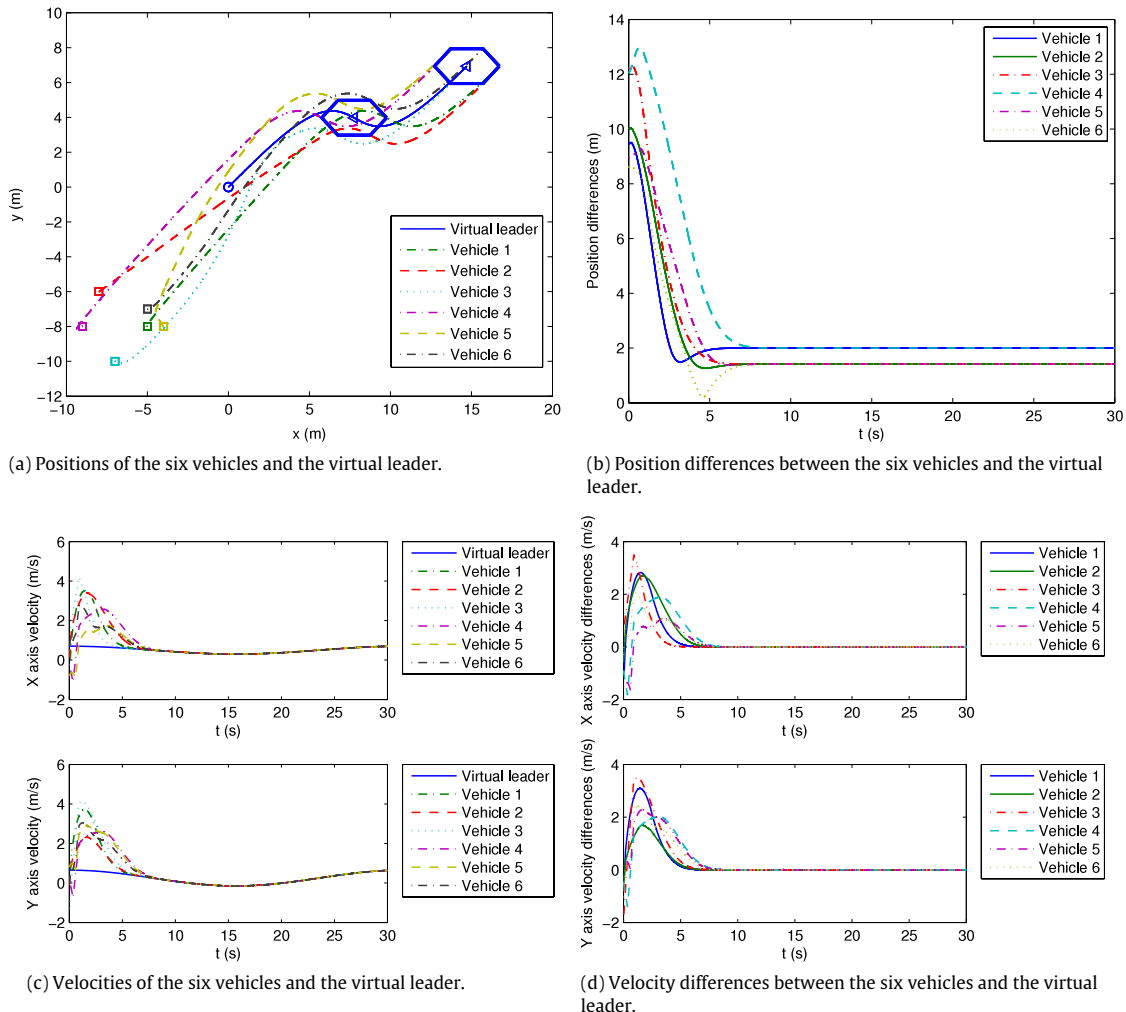 10
8
6
4
2
0
−2
−4
−6
−8
−10
−12
−10
−5
0
5
10
15
20
y (m)
x (m)
Virtual leader
Vehicle 1
Vehicle 2
Vehicle 3
Vehicle 4
Vehicle 5
Vehicle 6
(a) Positions of the six vehicles and the virtual leader.
14
12
10
8
6
4
2
0
0
5
10
15
20
25
30
Position differences (m)
t (s)
Vehicle 1
Vehicle 2
Vehicle 3
Vehicle 4
Vehicle 5
Vehicle 6
(b) Position differences between the six vehicles and the virtual
leader.
6
4
2
0
−2
0
5
10
15
20
25
30
X axis velocity (m/s)
t (s)
Virtual leader
Vehicle 1
Vehicle 2
Vehicle 3
Vehicle 4
Vehicle 5
Vehicle 6
6
4
2
0
−2
0
5
10
15
20
25
30
Y axis velocity (m/s)
t (s)
Virtual leader
Vehicle 1
Vehicle 2
Vehicle 3
Vehicle 4
Vehicle 5
Vehicle 6
(c) Velocities of the six vehicles and the virtual leader.
4
2
0
−2
0
5
10
15
20
25
30
X axis velocity differences (m/s)
t (s)
Vehicle 1
Vehicle 2
Vehicle 3
Vehicle 4
Vehicle 5
Vehicle 6
4
2
0
−2
0
5
10
15
20
25
30
Y axis velocity differences (m/s)
t (s)
Vehicle 1
Vehicle 2
Vehicle 3
Vehicle 4
Vehicle 5
Vehicle 6
(d) Velocity differences between the six vehicles and the virtual
leader.